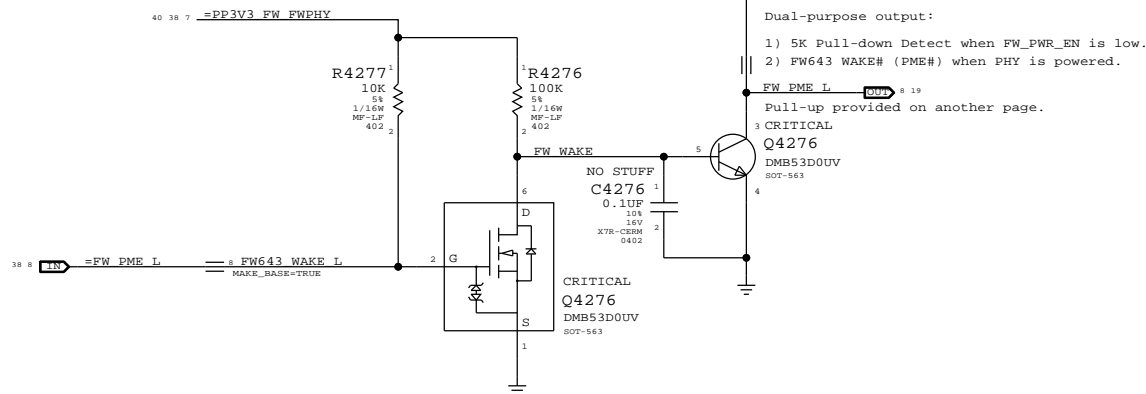 40 38 7 =PP3V3_FW_FWPHY
Dual-purpose output:
1) 5K Pull-down Detect when FW_PWR_EN is low.
2) FW643 WAKE# (PME#) when PHY is powered.
FW_PME_L OUT 8 19
Pull-up provided on another page.
1
R4277
10K
5%
1/16W
MF-LF
402
2
1
R4276
100K
5%
1/16W
MF-LF
402
2
FW_WAKE
5
3 CRITICAL
Q4276
DMB53D0UV
SOT-563
4
NO STUFF
C4276 1
0.1UF
10%
16V
X7R-CERM
0402
2
6
D
38 8 IN =FW_PME_L
8 FW643_WAKE_L
MAKE_BASE=TRUE
2 G
CRITICAL
Q4276
DMB53D0UV
SOT-563
S
1